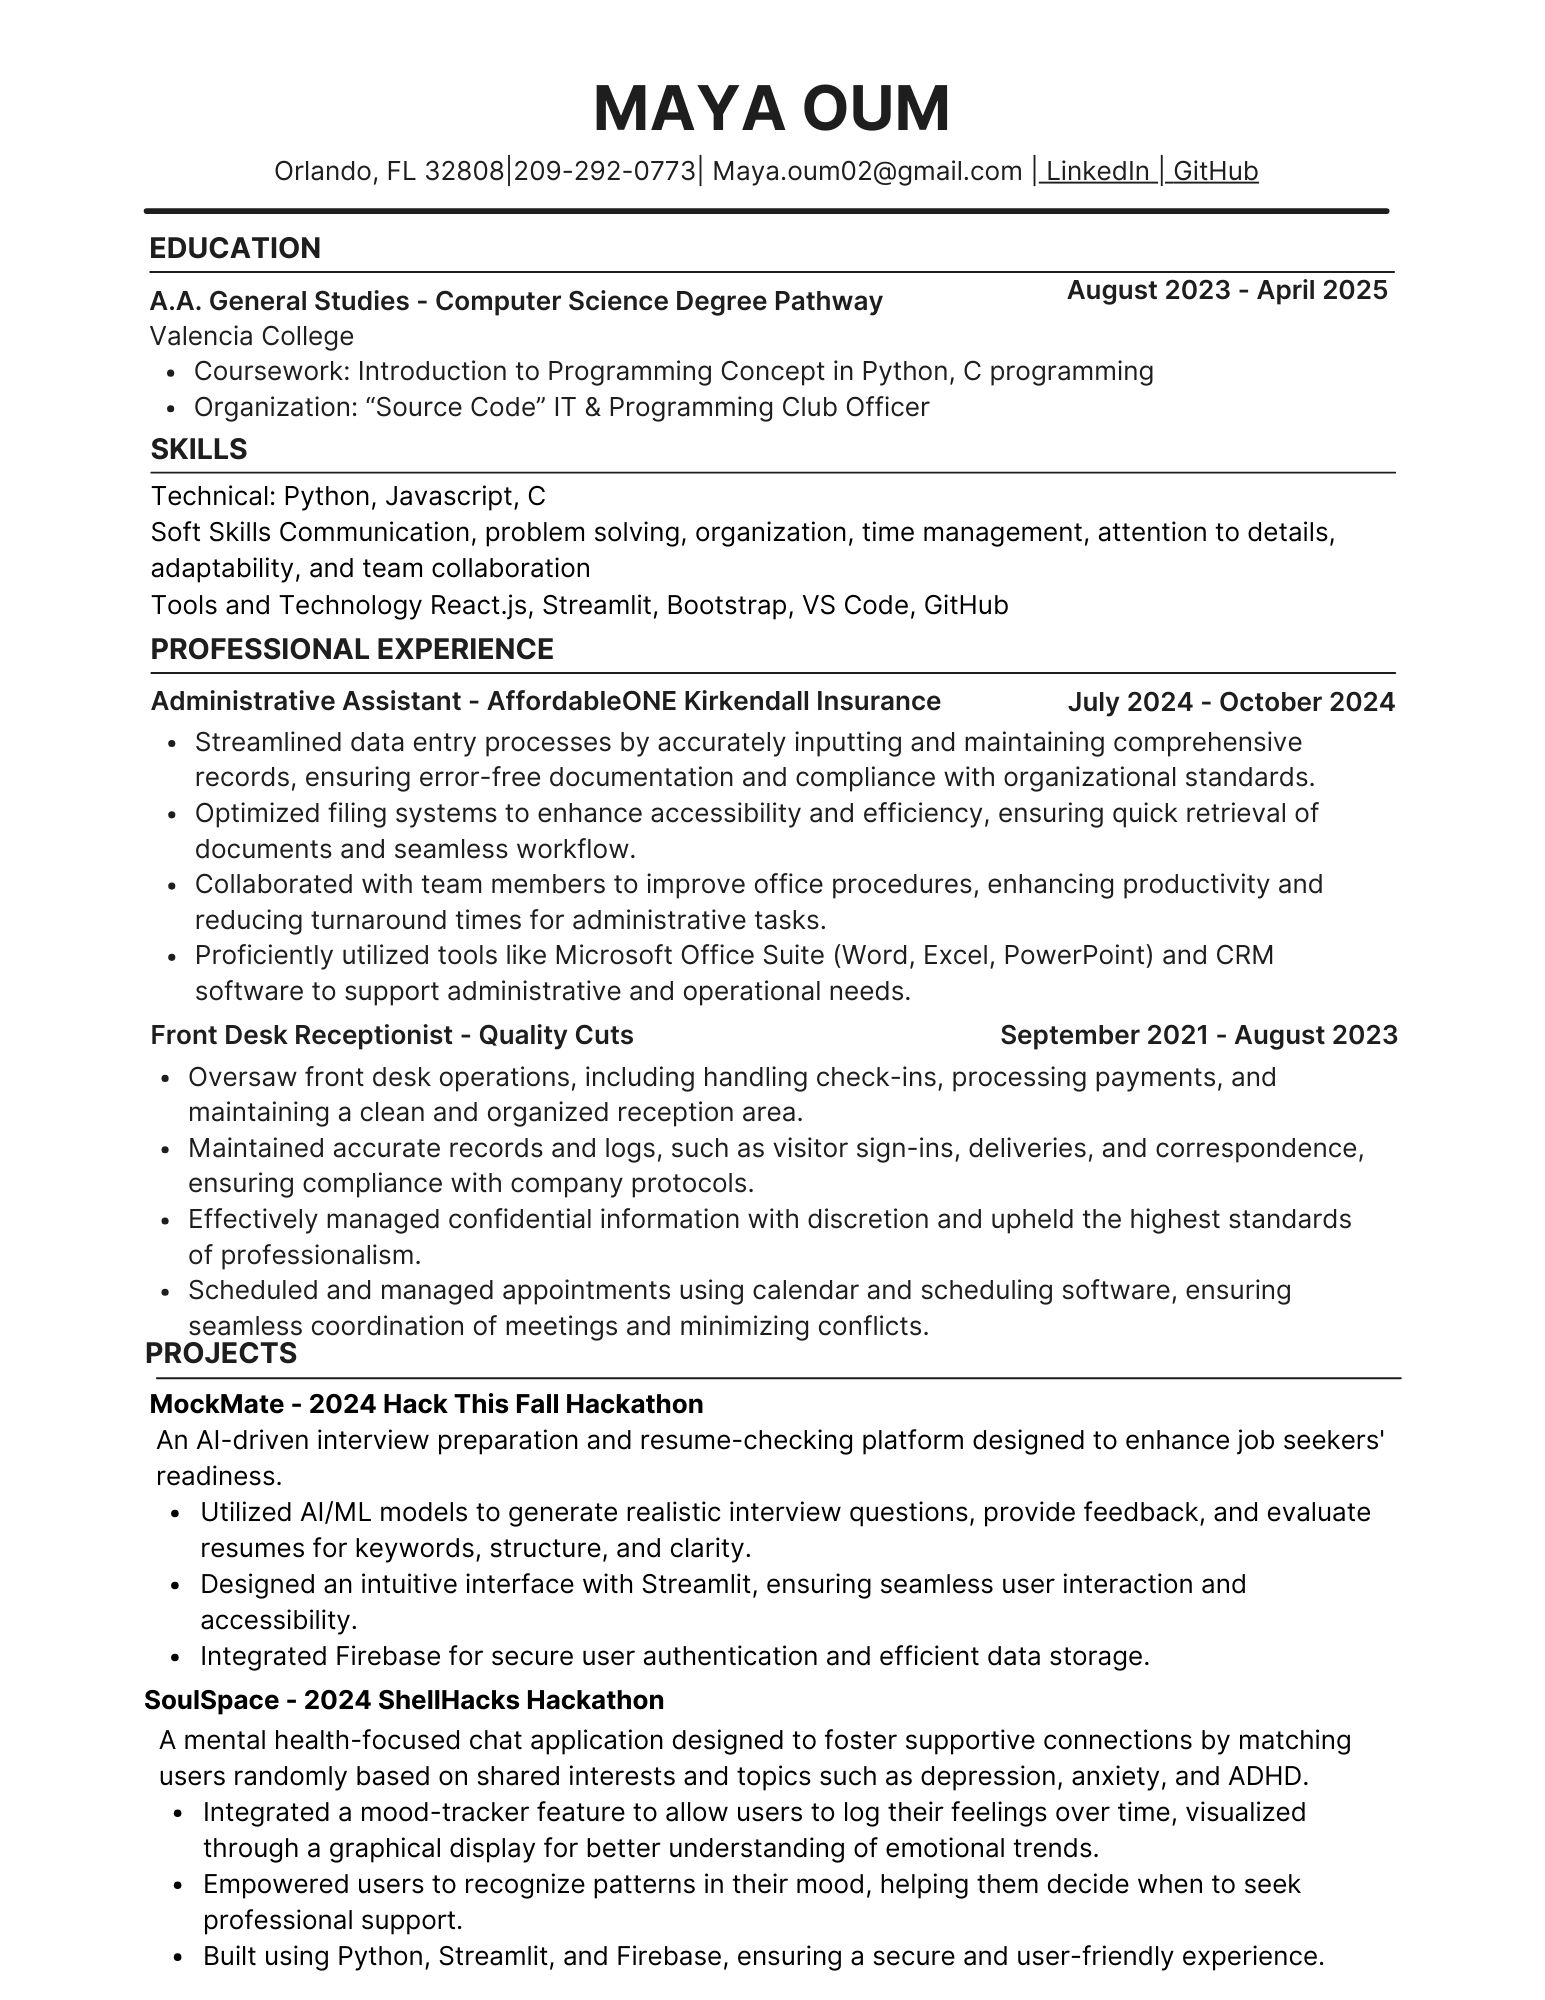 MAYA OUM
Orlando, FL 32808|209-292-0773| Maya.oum02@gmail.com | LinkedIn | GitHub
EDUCATION
A.A. General Studies - Computer Science Degree Pathway August 2023 - April 2025
Valencia College
• Coursework: Introduction to Programming Concept in Python, C programming
• Organization: “Source Code” IT & Programming Club Officer
SKILLS
Technical: Python, Javascript, C
Soft Skills Communication, problem solving, organization, time management, attention to details,
adaptability, and team collaboration
Tools and Technology React.js, Streamlit, Bootstrap, VS Code, GitHub
PROFESSIONAL EXPERIENCE
Administrative Assistant - AffordableONE Kirkendall Insurance July 2024 - October 2024
• Streamlined data entry processes by accurately inputting and maintaining comprehensive
records, ensuring error-free documentation and compliance with organizational standards.
• Optimized filing systems to enhance accessibility and efficiency, ensuring quick retrieval of
documents and seamless workflow.
• Collaborated with team members to improve office procedures, enhancing productivity and
reducing turnaround times for administrative tasks.
• Proficiently utilized tools like Microsoft Office Suite (Word, Excel, PowerPoint) and CRM
software to support administrative and operational needs.
Front Desk Receptionist - Quality Cuts September 2021 - August 2023
• Oversaw front desk operations, including handling check-ins, processing payments, and
maintaining a clean and organized reception area.
• Maintained accurate records and logs, such as visitor sign-ins, deliveries, and correspondence,
ensuring compliance with company protocols.
• Effectively managed confidential information with discretion and upheld the highest standards
of professionalism.
• Scheduled and managed appointments using calendar and scheduling software, ensuring
seamless coordination of meetings and minimizing conflicts.
PROJECTS
MockMate - 2024 Hack This Fall Hackathon
An AI-driven interview preparation and resume-checking platform designed to enhance job seekers'
readiness.
• Utilized AI/ML models to generate realistic interview questions, provide feedback, and evaluate
resumes for keywords, structure, and clarity.
• Designed an intuitive interface with Streamlit, ensuring seamless user interaction and
accessibility.
• Integrated Firebase for secure user authentication and efficient data storage.
SoulSpace - 2024 ShellHacks Hackathon
A mental health-focused chat application designed to foster supportive connections by matching
users randomly based on shared interests and topics such as depression, anxiety, and ADHD.
• Integrated a mood-tracker feature to allow users to log their feelings over time, visualized
through a graphical display for better understanding of emotional trends.
• Empowered users to recognize patterns in their mood, helping them decide when to seek
professional support.
• Built using Python, Streamlit, and Firebase, ensuring a secure and user-friendly experience.